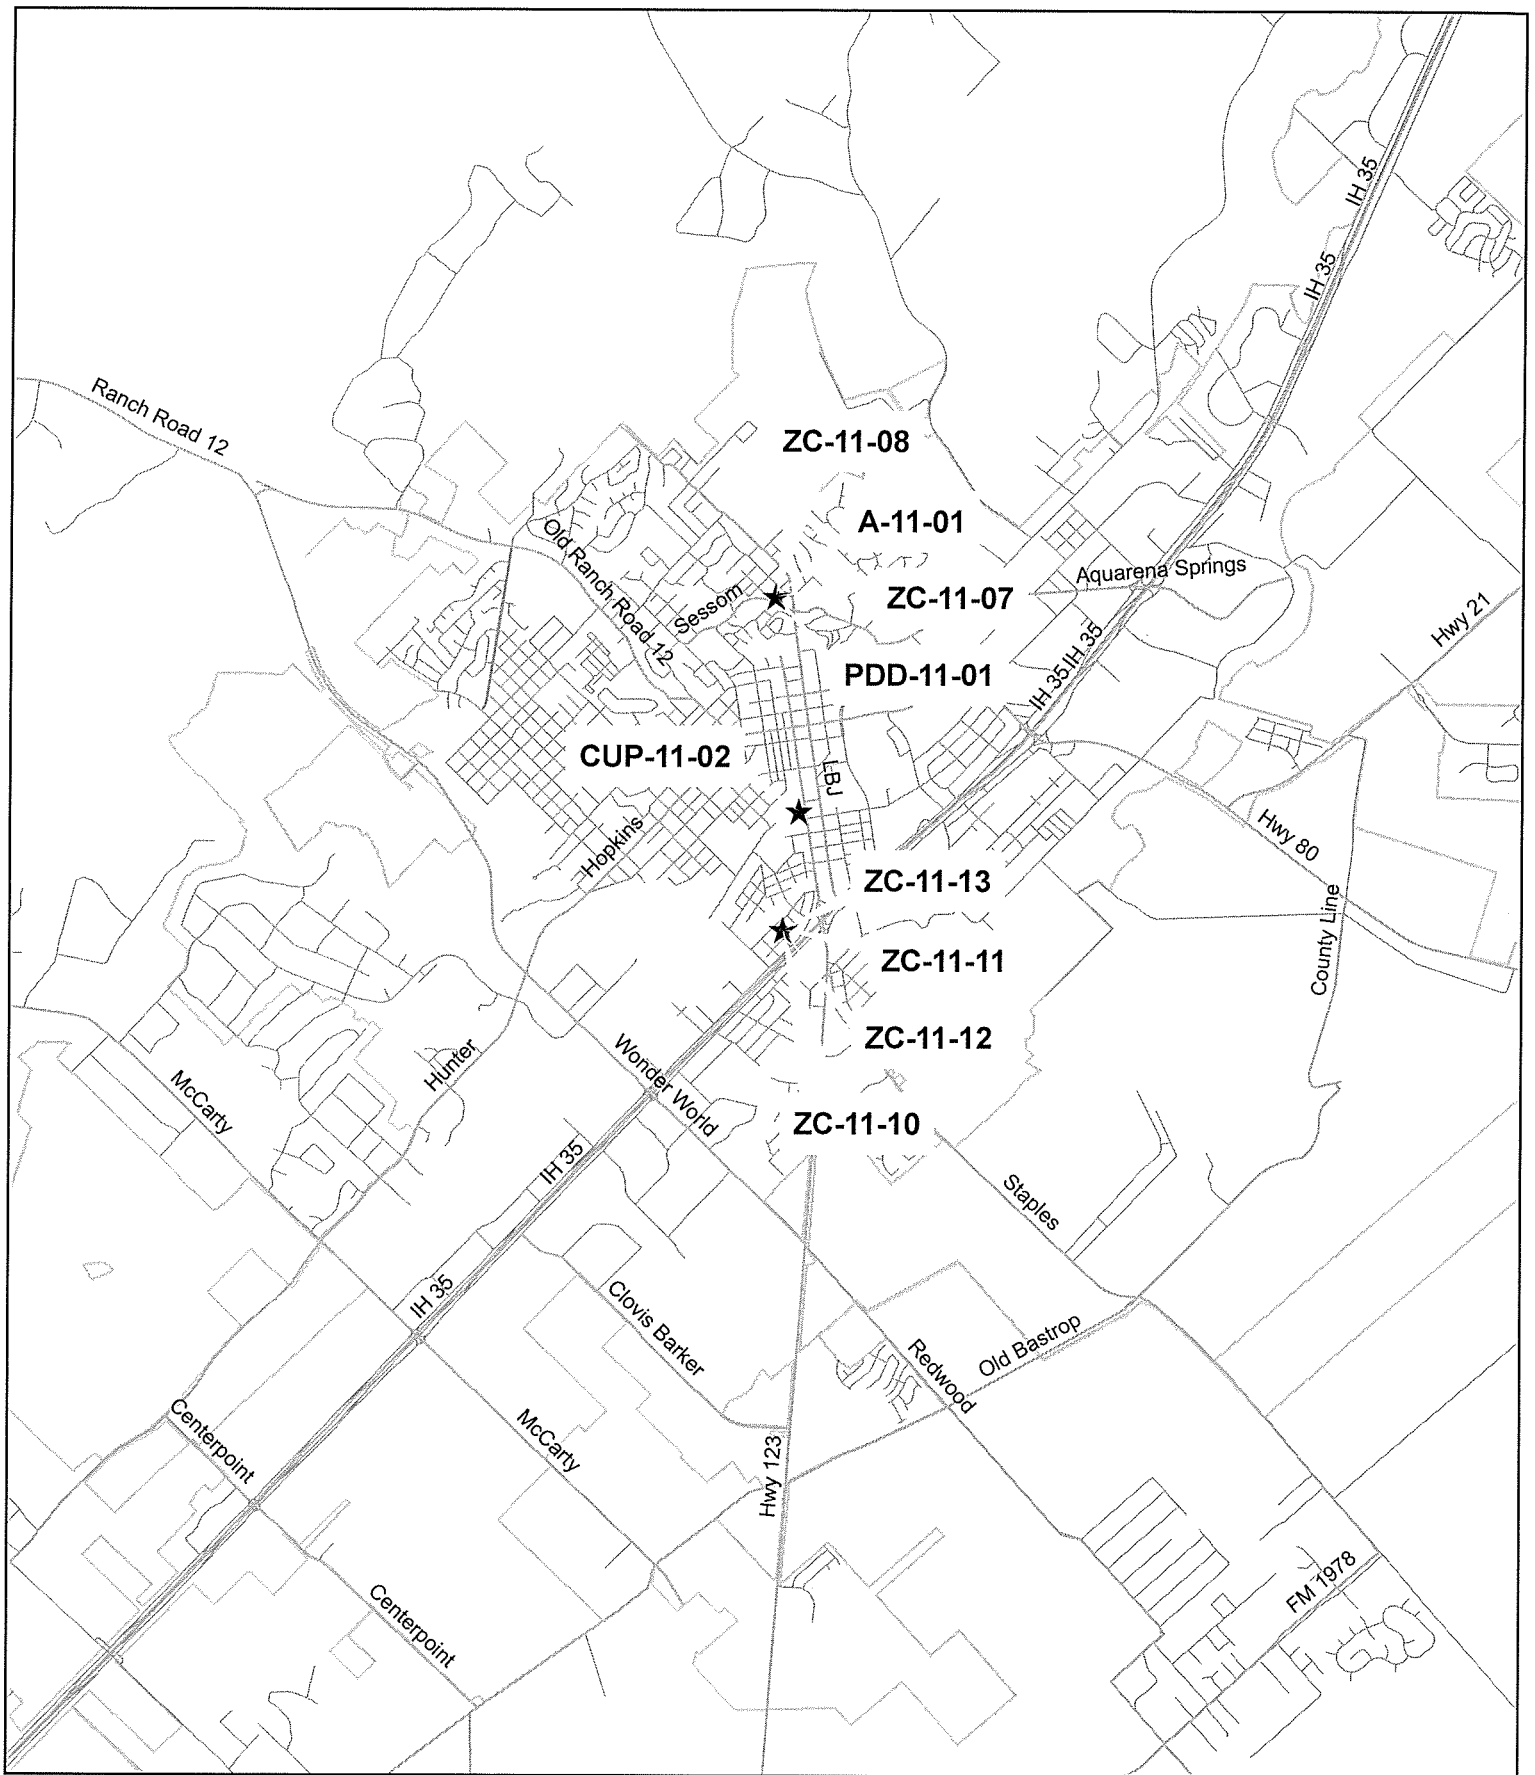 IH 35
IH 35
Ranch Road 12
ZC-11-08
A-11-01
Old Ranch Road 12
Aquarena Springs
Sessom
ZC-11-07
Hwy 21
IH 35
IH 35
PDD-11-01
CUP-11-02
LBJ
Hopkins
Hwy 80
ZC-11-13
County Line
ZC-11-11
ZC-11-12
Wonder World
Hunter
McCarty
ZC-11-10
IH 35
Staples
IH 35
Clovis Barker
Redwood
Old Bastrop
Centerpoint
McCarty
Hwy 123
FM 1978
Centerpoint